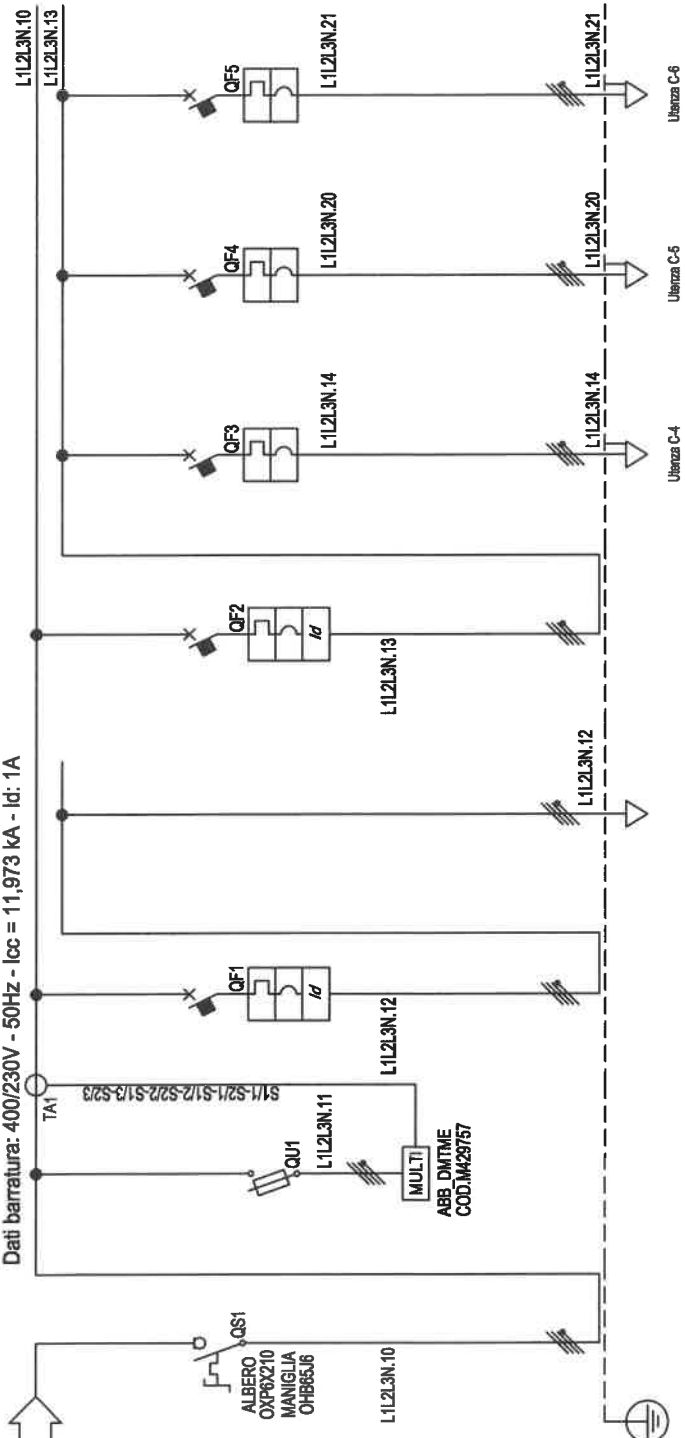 Dati barratura: 400/230V - 50Hz - Icc = 11,973 kA - Id: 1A
L1L2L3N.10
L1L2L3N.13
TA1
S1/1-S2/1-S1/2-S2/2-S1/3-S2/3
QS1
ALBERO
OXP6X210
MANIGLIA
OHB65J6
L1L2L3N.10
QU1
L1L2L3N.11
MULTI
ABB_DMTME
COD.M429757
QF1
Id
L1L2L3N.12
L1L2L3N.12
QF2
Id
L1L2L3N.13
QF3
L1L2L3N.14
L1L2L3N.14
Utenza C-4
QF4
L1L2L3N.20
L1L2L3N.20
Utenza C-5
QF5
L1L2L3N.21
L1L2L3N.21
Utenza C-6